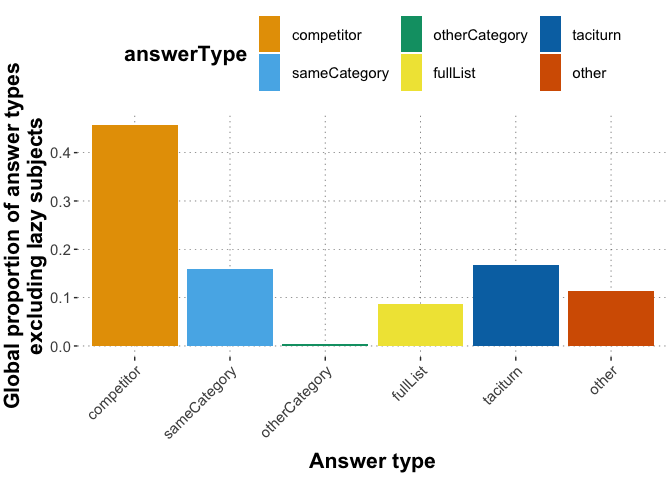 answerType
competitor
sameCategory
otherCategory
fullList
taciturn
other
Global proportion of answer types
excluding lazy subjects
0.4
0.3
0.2
0.1
0.0
competitor
sameCategory
otherCategory
fullList
taciturn
other
Answer type